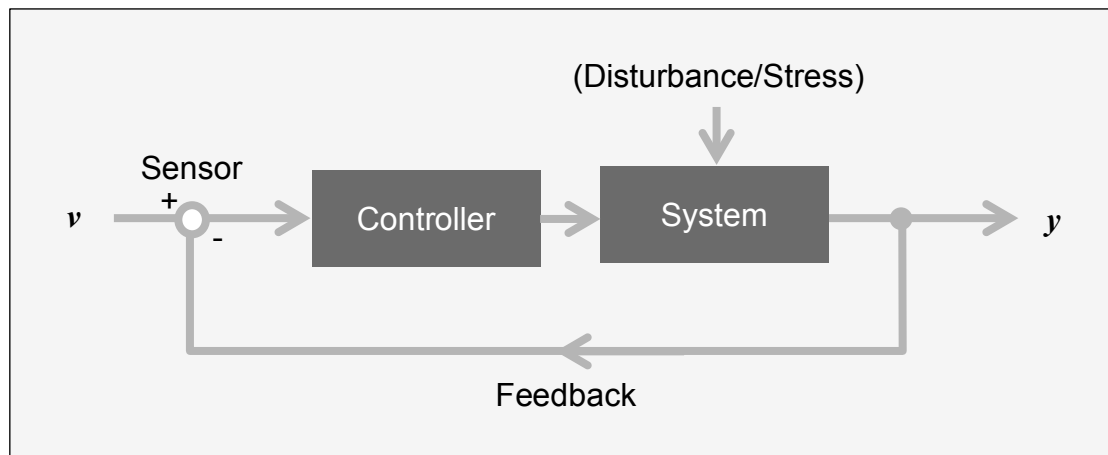 (Disturbance/Stress)
Sensor
+
v
Controller
System
y
-
Feedback